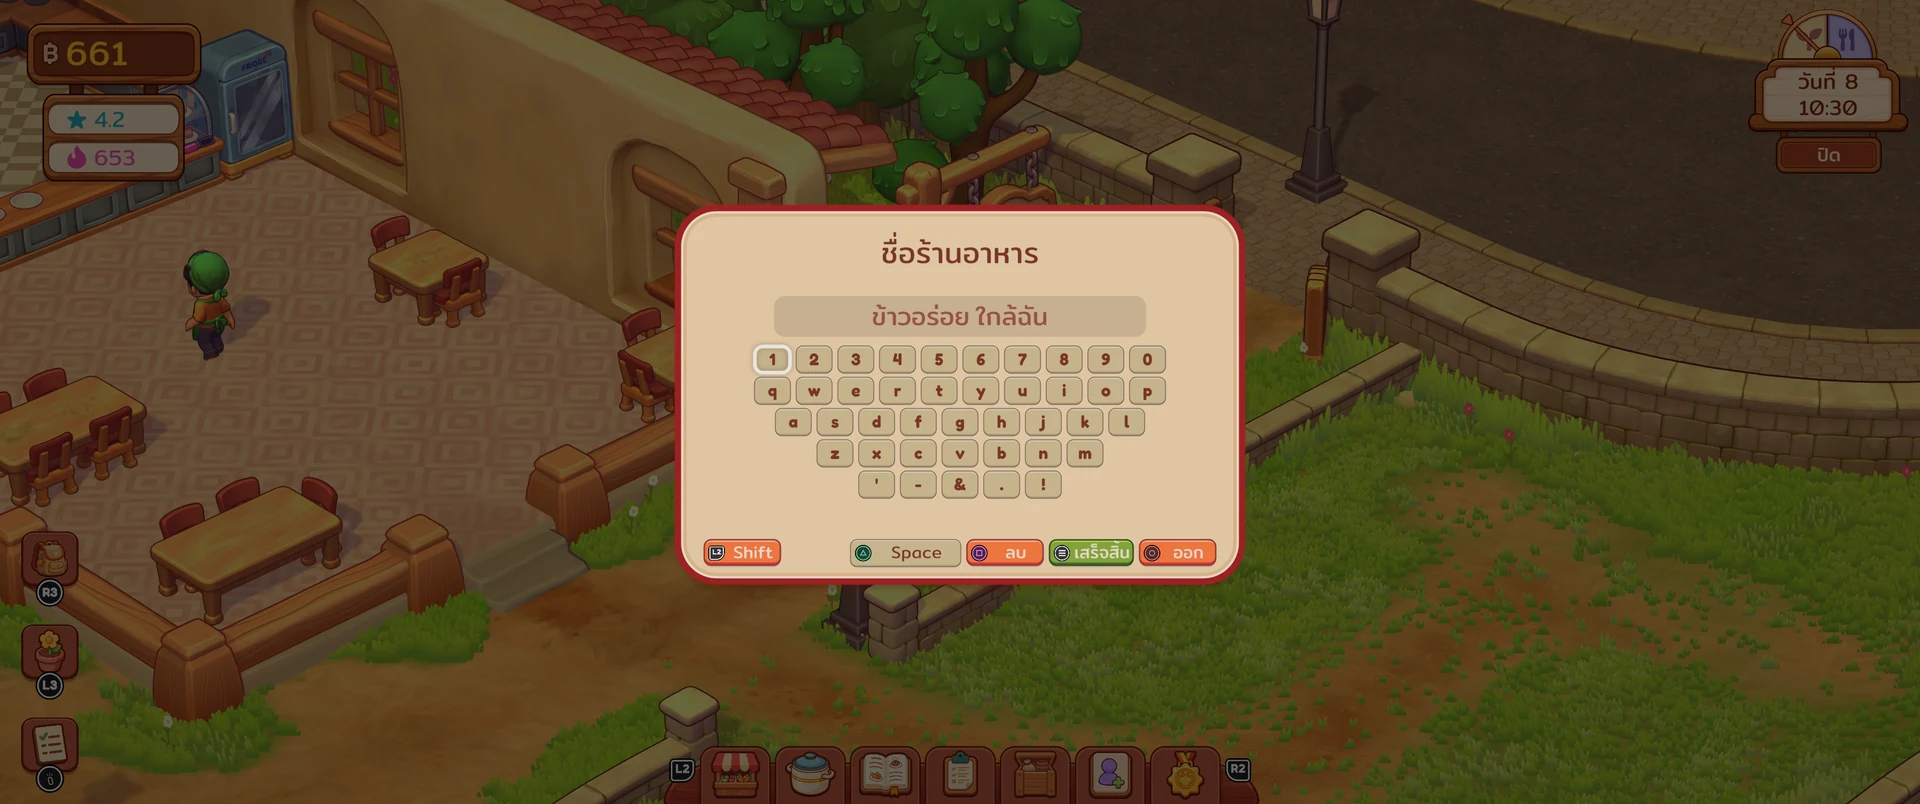 ฿ 661
4.2
653
FRIDGE
วันที่ 8
10:30
ปิด
ชื่อร้านอาหาร
ข้าวอร่อย ใกล้ฉัน
1 2 3 4 5 6 7 8 9 0
q w e r t y u i o p
a s d f g h j k l
z x c v b n m
' - & . !
L2 Shift
Space
ลบ
เสร็จสิ้น
ออก
R3
L3
L2
R2